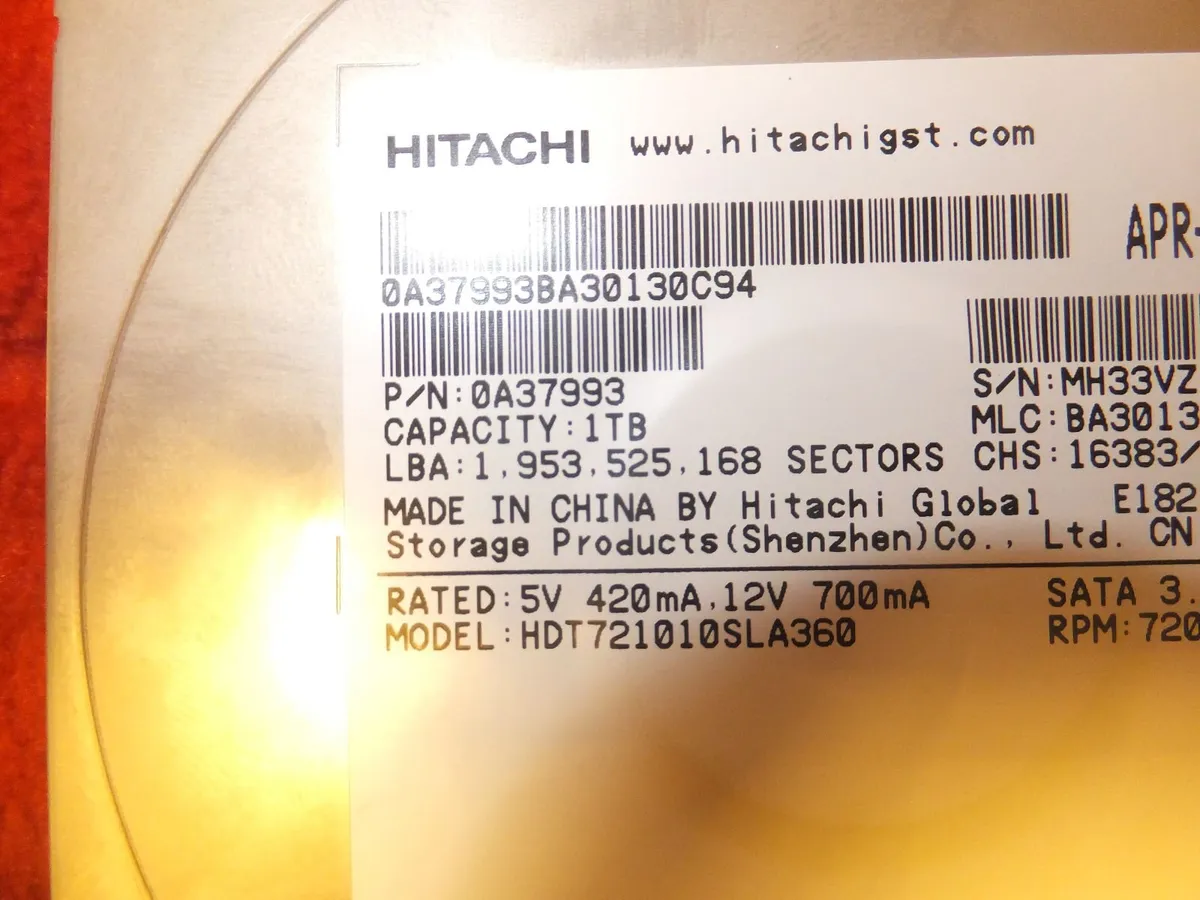 HITACHI www.hitachigst.com
APR-
0A37993BA30130C94
P/N:0A37993 S/N:MH33VZ
CAPACITY:1TB MLC:BA3013
LBA:1,953,525,168 SECTORS CHS:16383/
MADE IN CHINA BY Hitachi Global E182
Storage Products(Shenzhen)Co., Ltd. CN
RATED:5V 420mA,12V 700mA SATA 3.
MODEL:HDT721010SLA360 RPM:720